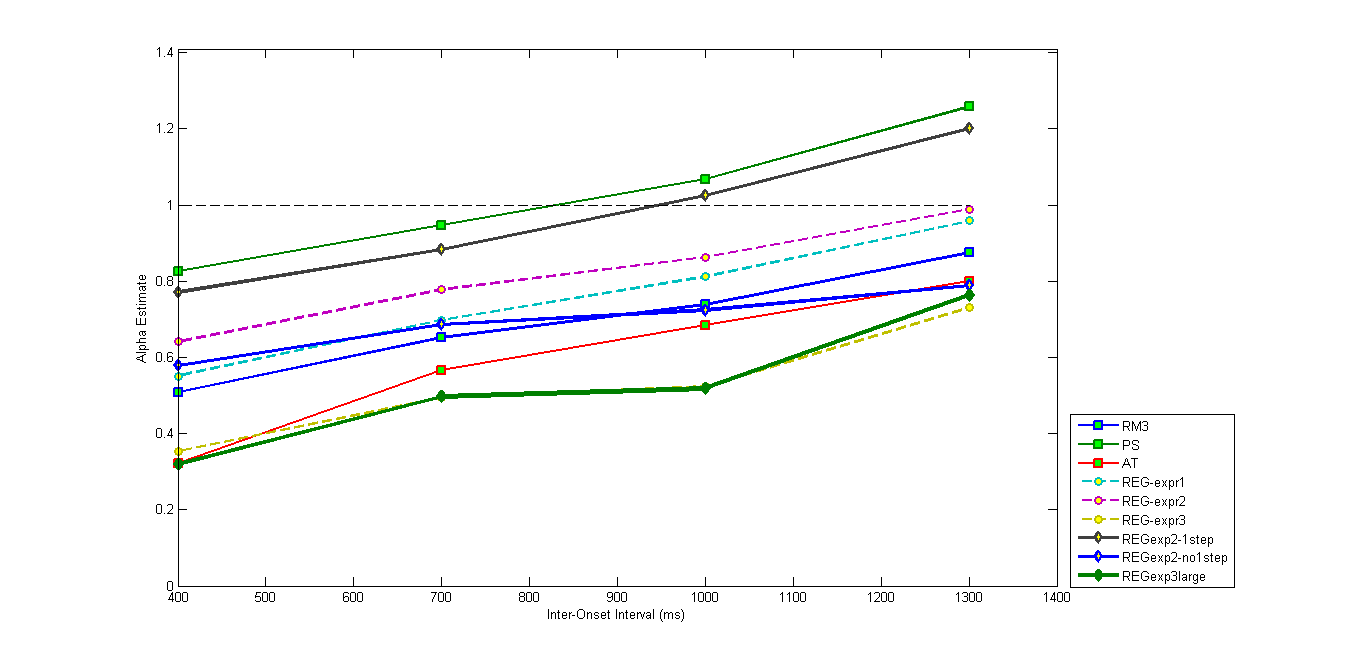 1.4
1.2
1
0.8
0.6
0.4
0.2
0
Alpha Estimate
400 500 600 700 800 900 1000 1100 1200 1300 1400
Inter-Onset Interval (ms)
RM3
PS
AT
REG-expr1
REG-expr2
REG-expr3
REGexp2-1step
REGexp2-no1step
REGexp3large